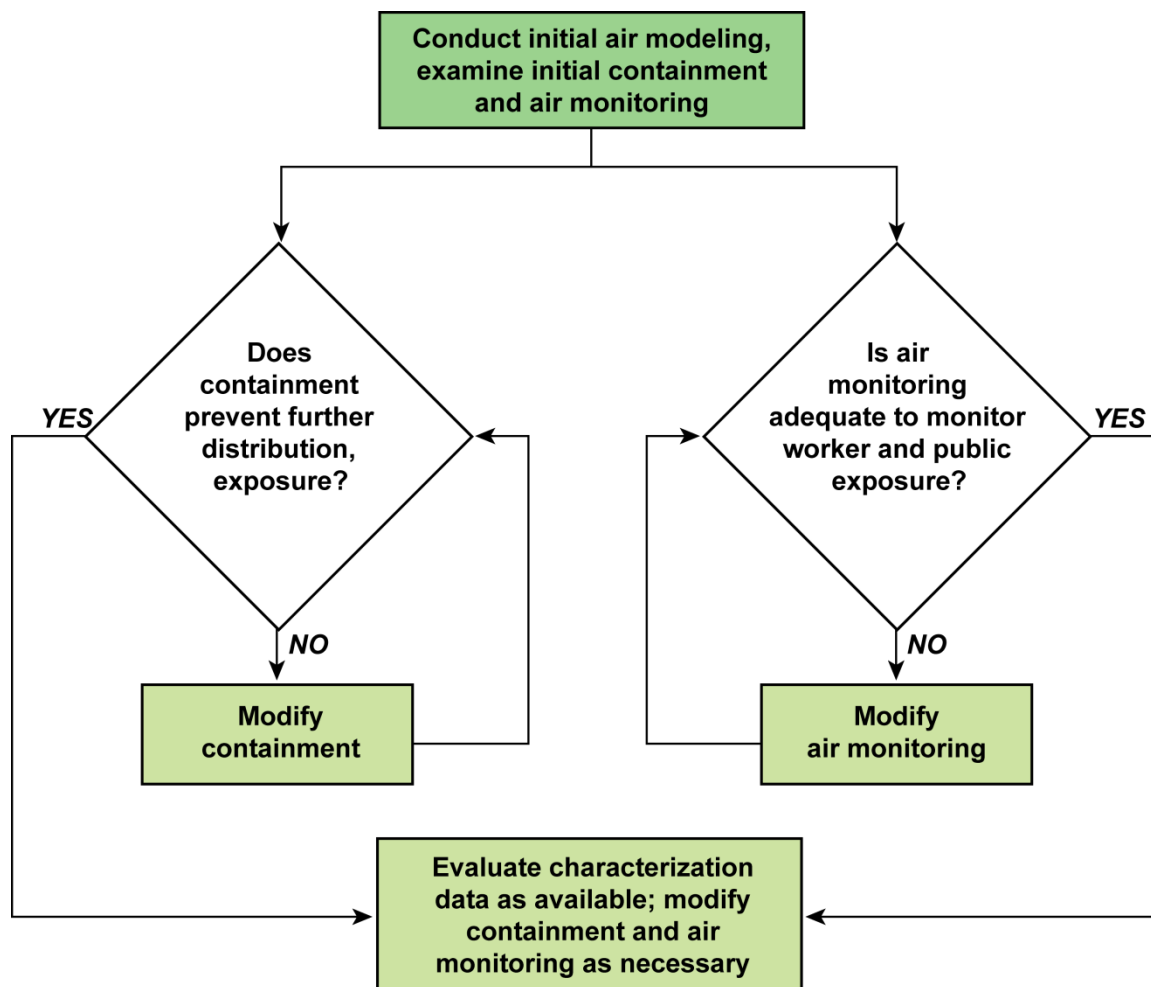 Conduct initial air modeling,
examine initial containment
and air monitoring
Does
containment
prevent further
distribution,
exposure?
YES
NO
Modify
containment
Is air
monitoring
adequate to monitor
worker and public
exposure?
YES
NO
Modify
air monitoring
Evaluate characterization
data as available; modify
containment and air
monitoring as necessary